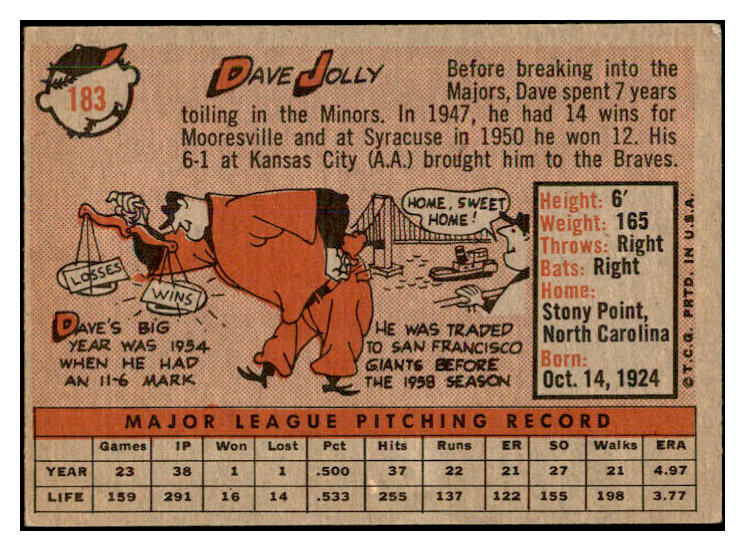 183
DAVE JOLLY
Before breaking into the
Majors, Dave spent 7 years
toiling in the Minors. In 1947, he had 14 wins for
Mooresville and at Syracuse in 1950 he won 12. His
6-1 at Kansas City (A.A.) brought him to the Braves.
LOSSES
WINS
DAVE'S BIG
YEAR WAS 1954
WHEN HE HAD
AN 11-6 MARK
HOME, SWEET
HOME!
HE WAS TRADED
TO SAN FRANCISCO
GIANTS BEFORE
THE 1958 SEASON
Height: 6'
Weight: 165
Throws: Right
Bats: Right
Home:
Stony Point,
North Carolina
Born:
Oct. 14, 1924
© T.C.G. PRTD. IN U.S.A.
MAJOR LEAGUE PITCHING RECORD
Games IP Won Lost Pct Hits Runs ER SO Walks ERA
YEAR 23 38 1 1 .500 37 22 21 27 21 4.97
LIFE 159 291 16 14 .533 255 137 122 155 198 3.77